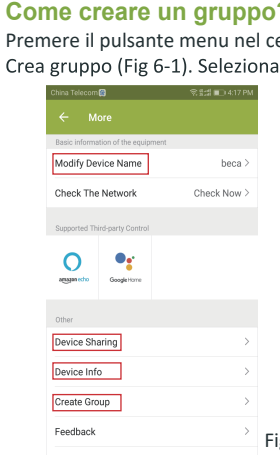 Come creare un gruppo?
Premere il pulsante menu nel ce
Crea gruppo (Fig 6-1). Seleziona
China Telecom 4:17 PM
← More
Basic information of the equipment
Modify Device Name beca >
Check The Network Check Now >
Supported Third-party Control
amazon echo Google Home
Other
Device Sharing >
Device Info >
Create Group >
Feedback >
Fi